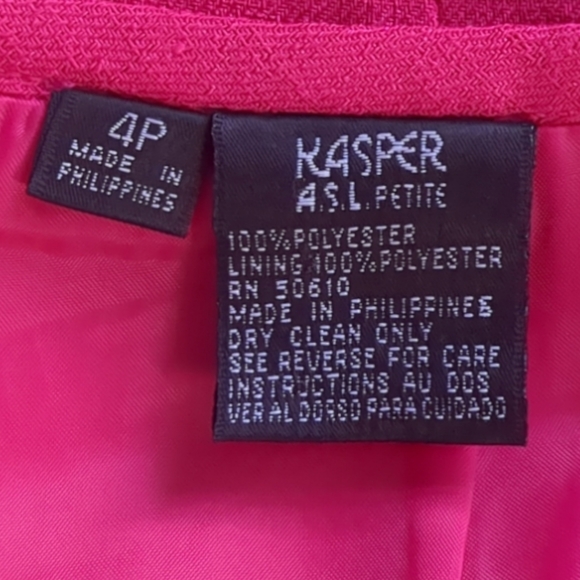 4P
MADE IN
PHILIPPINES
KASPER
A.S.L. PETITE
100% POLYESTER
LINING 100% POLYESTER
RN 50610
MADE IN PHILIPPINES
DRY CLEAN ONLY
SEE REVERSE FOR CARE
INSTRUCTIONS AU DOS
VER AL DORSO PARA CUIDADO